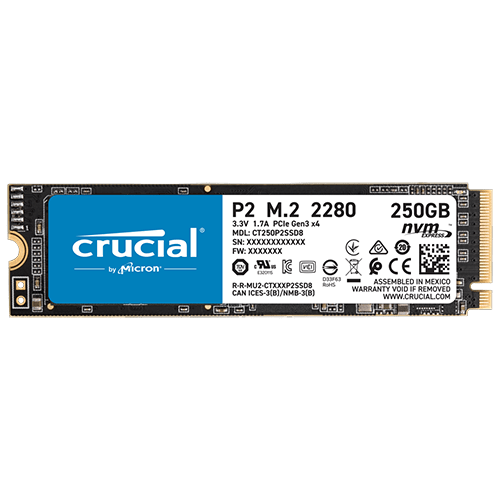 crucial
by Micron
P2 M.2 2280
250GB
3.3V 1.7A PCIe Gen3 x4
MDL: CT250P2SSD8
SN: XXXXXXXXXXXX
FW: XXXXXXX
nvm
EXPRESS
E320115
D33F63
RoHS
R-R-MU2-CTXXXP2SSD8
CAN ICES-3(B)/NMB-3(B)
ASSEMBLED IN MEXICO
WARRANTY VOID IF REMOVED
WWW.CRUCIAL.COM